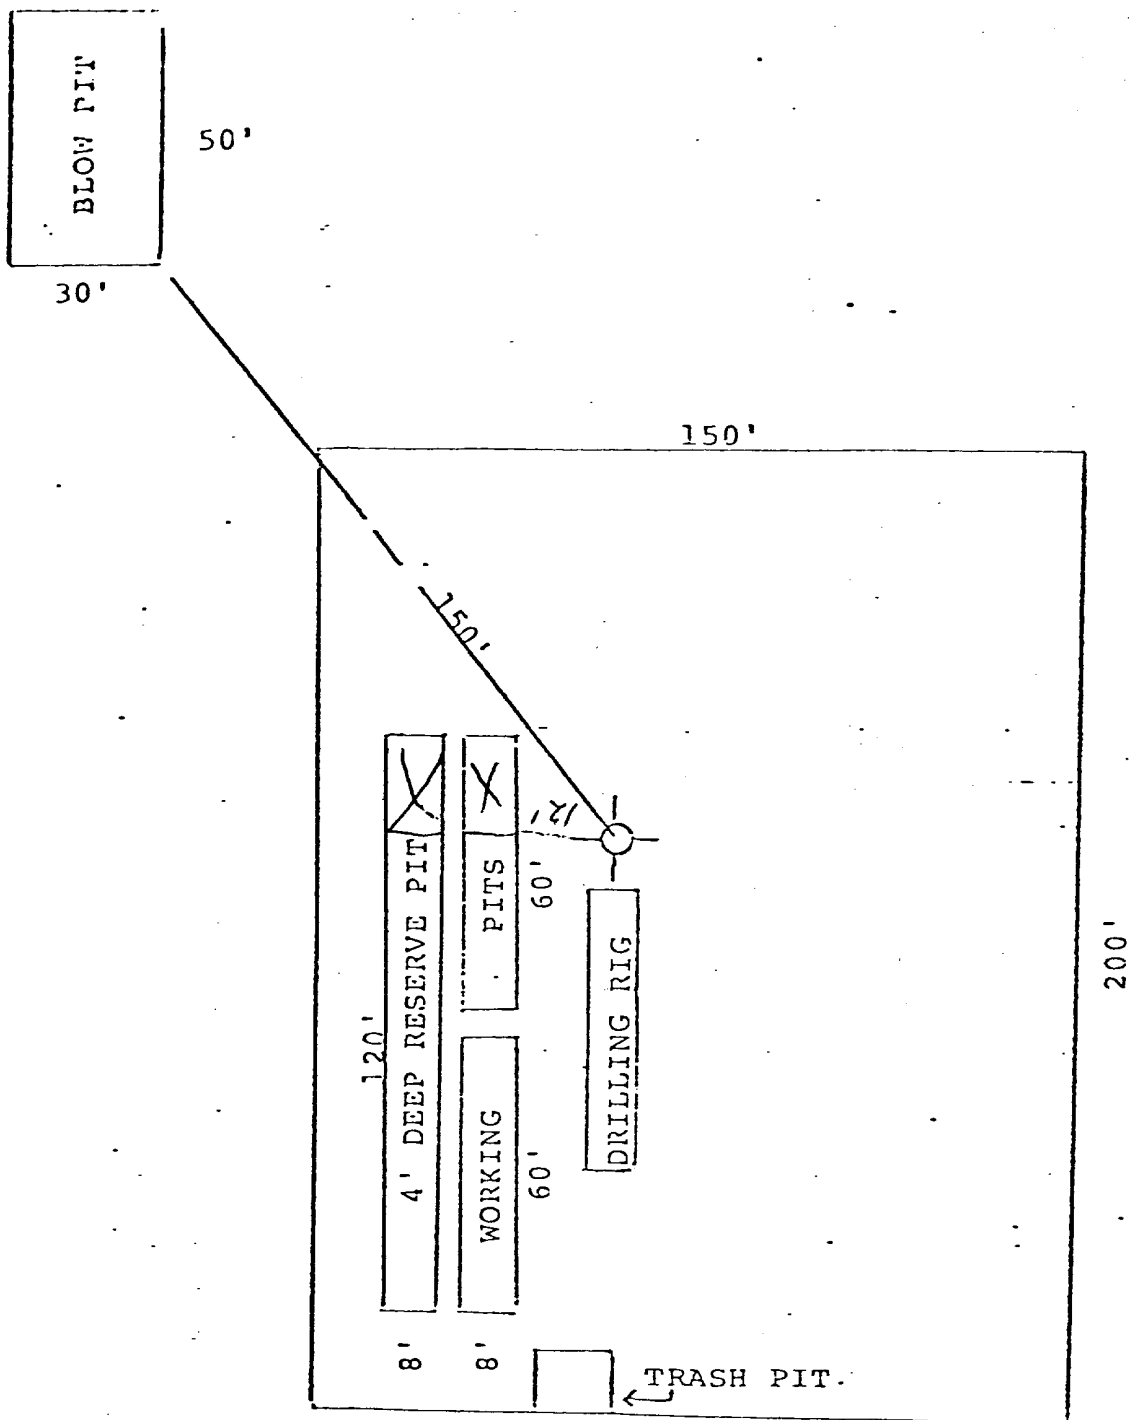 BLOW PIT
50'
30'
150'
150'
12'
4' DEEP RESERVE PIT
120'
PITS
60'
WORKING
60'
DRILLING RIG
200'
8'
8'
TRASH PIT.